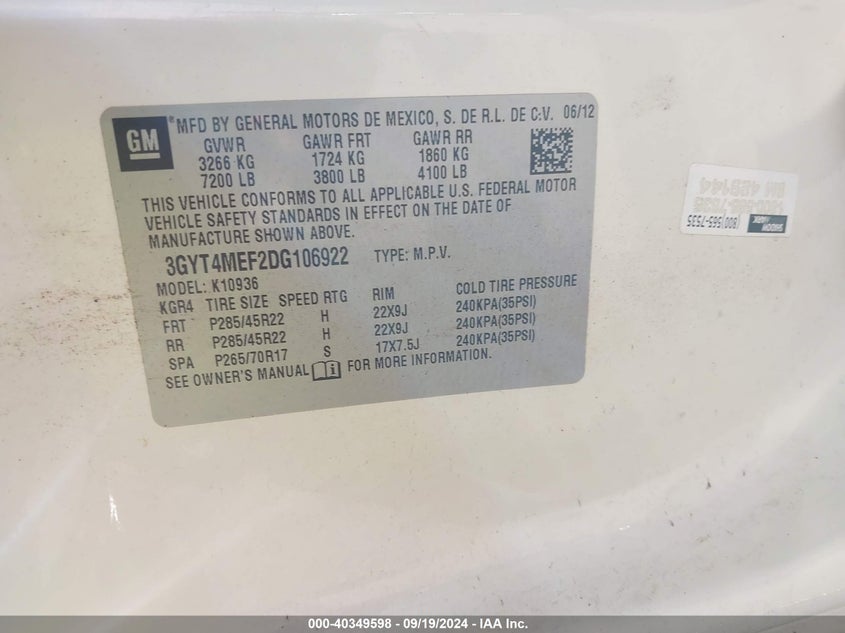 GM
® MFD BY GENERAL MOTORS DE MEXICO, S. DE R.L. DE C.V. 06/12
GVWR GAWR FRT GAWR RR
3266 KG 1724 KG 1860 KG
7200 LB 3800 LB 4100 LB
THIS VEHICLE CONFORMS TO ALL APPLICABLE U.S. FEDERAL MOTOR
VEHICLE SAFETY STANDARDS IN EFFECT ON THE DATE OF
MANUFACTURE SHOWN ABOVE.
3GYT4MEF2DG106922 TYPE: M.P.V.
MODEL: K10936
KGR4 TIRE SIZE SPEED RTG RIM COLD TIRE PRESSURE
FRT P285/45R22 H 22X9J 240KPA(35PSI)
RR P285/45R22 H 22X9J 240KPA(35PSI)
SPA P265/70R17 S 17X7.5J 240KPA(35PSI)
SEE OWNER'S MANUAL i FOR MORE INFORMATION.
(800)565-7535
000-40349598 - 09/19/2024 - IAA Inc.